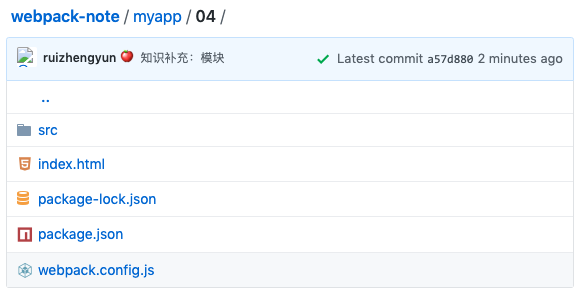 webpack-note / myapp / 04 /
ruizhengyun 知识补充：模块 Latest commit a57d880 2 minutes ago
..
src
index.html
package-lock.json
package.json
webpack.config.js